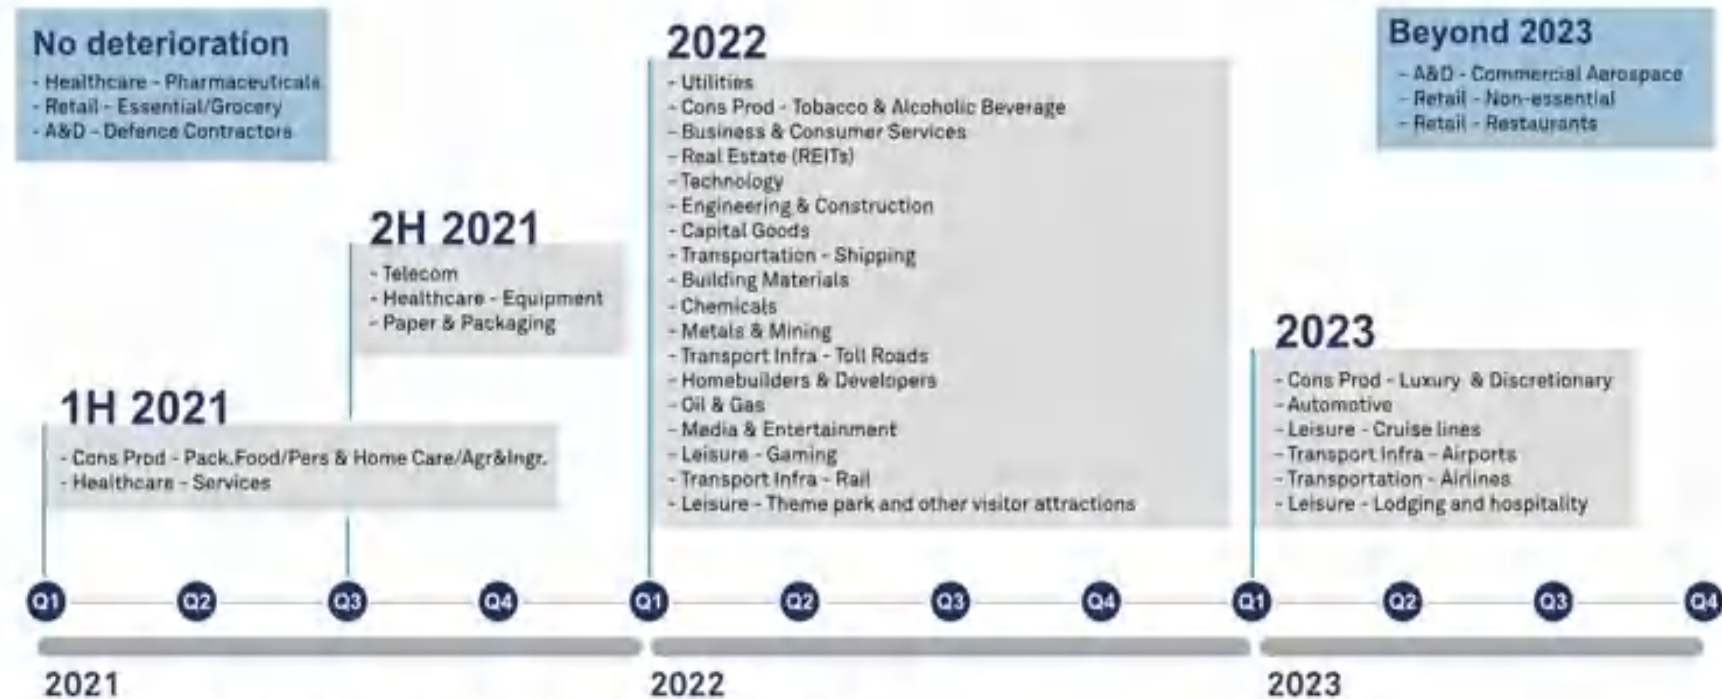 No deterioration
- Healthcare - Pharmaceuticals
- Retail - Essential/Grocery
- A&D - Defence Contractors
1H 2021
- Cons Prod - Pack.Food/Pers & Home Care/Agr&Ingr.
- Healthcare - Services
2H 2021
- Telecom
- Healthcare - Equipment
- Paper & Packaging
2022
- Utilities
- Cons Prod - Tobacco & Alcoholic Beverage
- Business & Consumer Services
- Real Estate (REITs)
- Technology
- Engineering & Construction
- Capital Goods
- Transportation - Shipping
- Building Materials
- Chemicals
- Metals & Mining
- Transport Infra - Toll Roads
- Homebuilders & Developers
- Oil & Gas
- Media & Entertainment
- Leisure - Gaming
- Transport Infra - Rail
- Leisure - Theme park and other visitor attractions
2023
- Cons Prod - Luxury & Discretionary
- Automotive
- Leisure - Cruise lines
- Transport Infra - Airports
- Transportation - Airlines
- Leisure - Lodging and hospitality
Beyond 2023
- A&D - Commercial Aerospace
- Retail - Non-essential
- Retail - Restaurants
Q1 Q2 Q3 Q4 Q1 Q2 Q3 Q4 Q1 Q2 Q3 Q4
2021 2022 2023